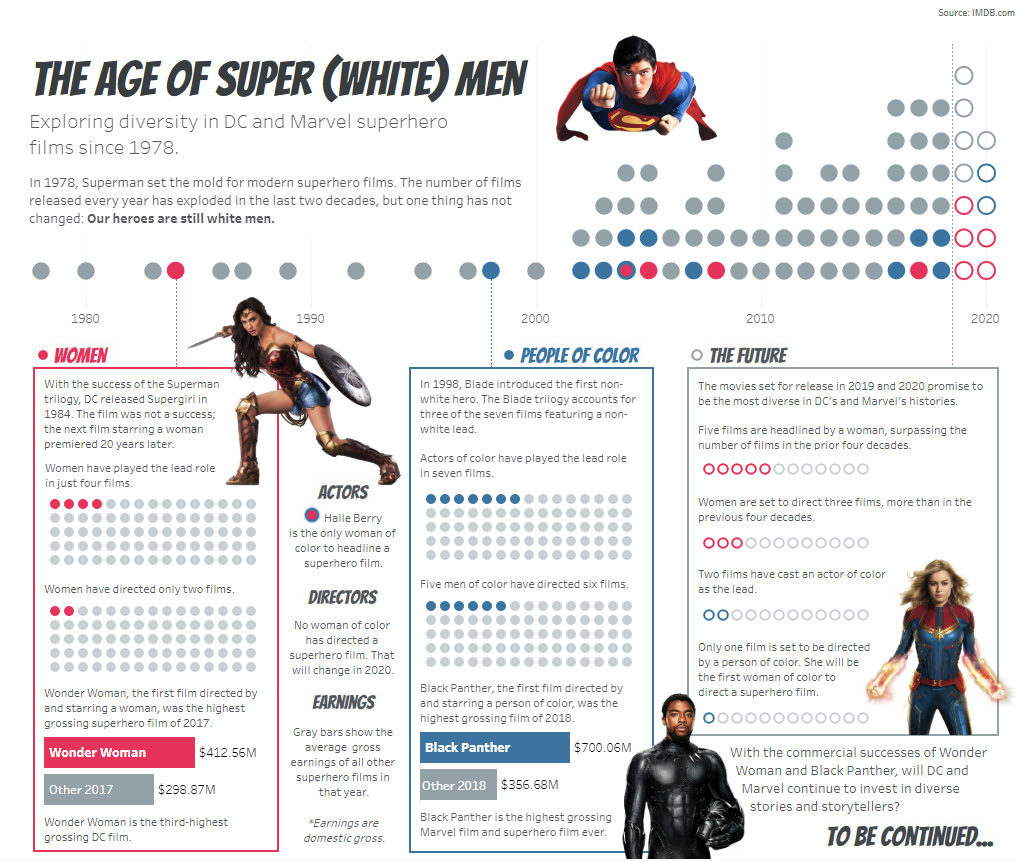 Source: IMDB.com
THE AGE OF SUPER (WHITE) MEN
Exploring diversity in DC and Marvel superhero
films since 1978.
In 1978, Superman set the mold for modern superhero films. The number of films
released every year has exploded in the last two decades, but one thing has not
changed: Our heroes are still white men.
1980
1990
2000
2010
2020
WOMEN
With the success of the Superman
trilogy, DC released Supergirl in
1984. The film was not a success;
the next film starring a woman
premiered 20 years later.
Women have played the lead role
in just four films.
Women have directed only two films.
Wonder Woman, the first film directed by
and starring a woman, was the highest
grossing superhero film of 2017.
Wonder Woman $412.56M
Other 2017 $298.87M
Wonder Woman is the third-highest
grossing DC film.
ACTORS
Halle Berry
is the only woman of
color to headline a
superhero film.
DIRECTORS
No woman of color
has directed a
superhero film. That
will change in 2020.
EARNINGS
Gray bars show the
average gross
earnings of all other
superhero films in
that year.
*Earnings are
domestic gross.
PEOPLE OF COLOR
In 1998, Blade introduced the first non-
white hero. The Blade trilogy accounts for
three of the seven films featuring a non-
white lead.
Actors of color have played the lead role
in seven films.
Five men of color have directed six films.
Black Panther, the first film directed by
and starring a person of color, was the
highest grossing film of 2018.
Black Panther $700.06M
Other 2018 $356.68M
Black Panther is the highest grossing
Marvel film and superhero film ever.
THE FUTURE
The movies set for release in 2019 and 2020 promise to
be the most diverse in DC's and Marvel's histories.
Five films are headlined by a woman, surpassing the
number of films in the prior four decades.
Women are set to direct three films, more than in the
previous four decades.
Two films have cast an actor of color
as the lead.
Only one film is set to be directed
by a person of color. She will be
the first woman of color to
direct a superhero film.
With the commercial successes of Wonder
Woman and Black Panther, will DC and
Marvel continue to invest in diverse
stories and storytellers?
TO BE CONTINUED...